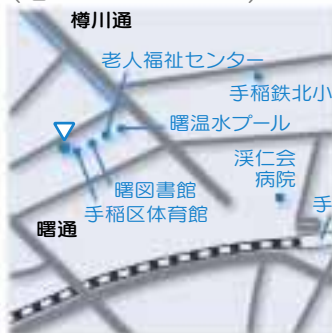 樽川通
老人福祉センター
手稲鉄北小
曙温水プール
渓仁会
病院
曙図書館
手稲区体育館
手
曙通